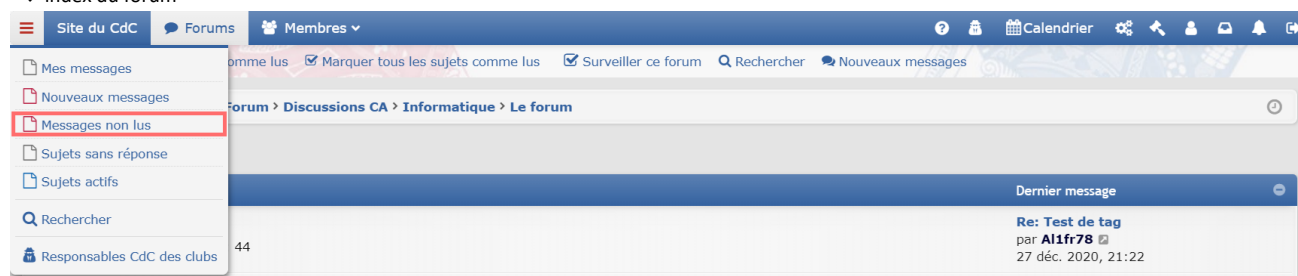 Index du forum
Site du CdC Forums Membres Calendrier
Mes messages
omme lus Marquer tous les sujets comme lus Surveiller ce forum Rechercher Nouveaux messages
Nouveaux messages
Forum > Discussions CA > Informatique > Le forum
Messages non lus
Sujets sans réponse
Sujets actifs
Dernier message
Rechercher
44
Re: Test de tag
par Al1fr78
27 déc. 2020, 21:22
Responsables CdC des clubs